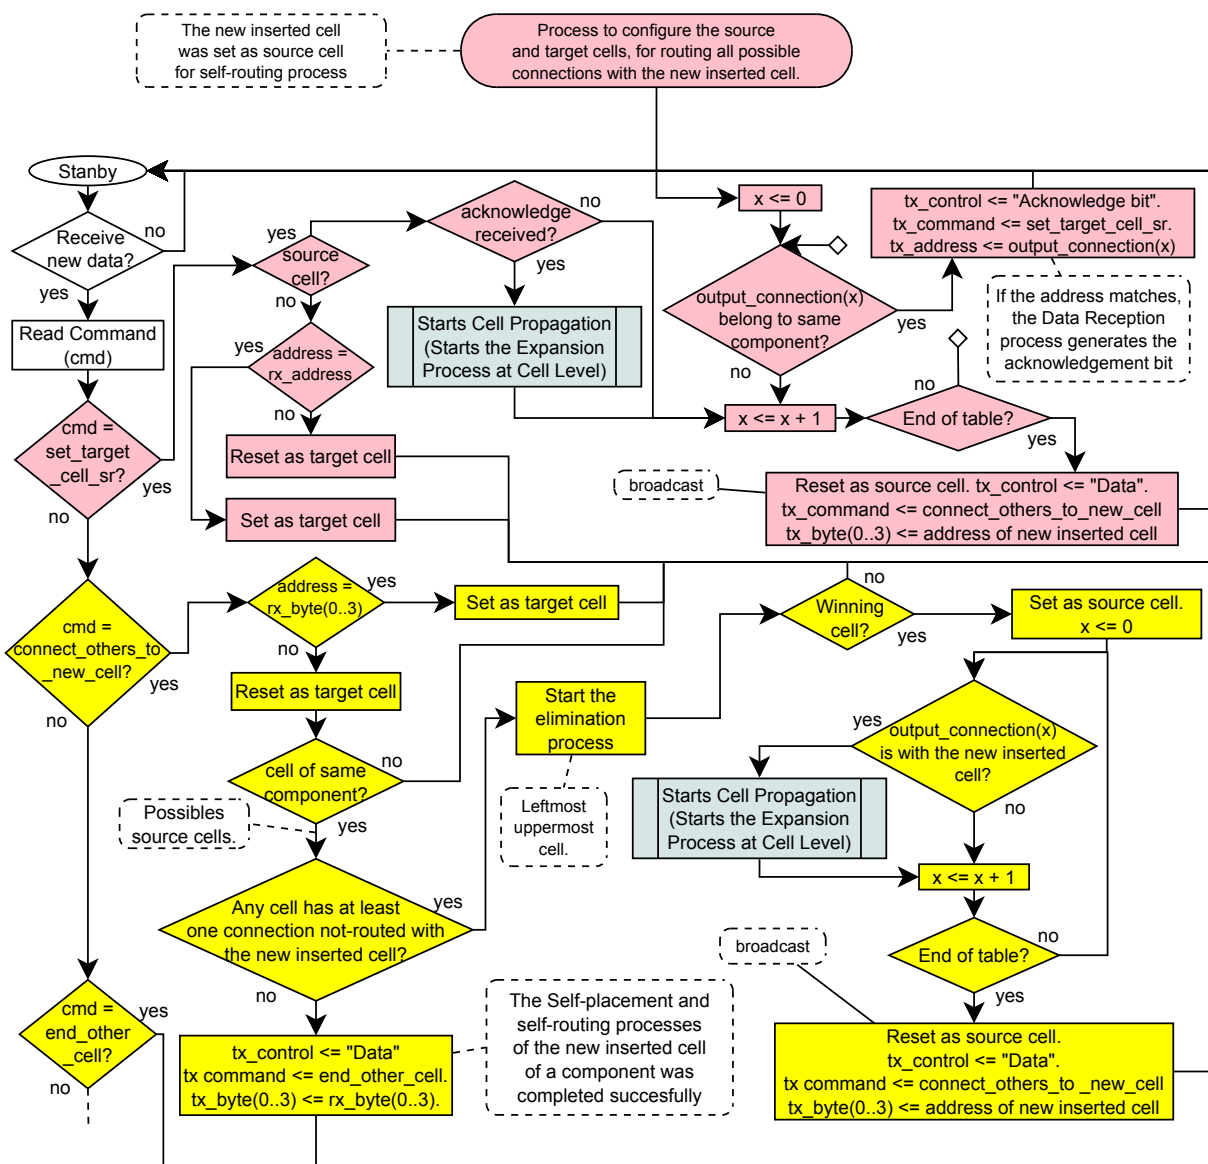 The new inserted cell
was set as source cell
for self-routing process
Process to configure the source
and target cells, for routing all possible
connections with the new inserted cell.
Stanby
Receive
new data?
no
yes
Read Command
(cmd)
cmd =
set_target
_cell_sr?
yes
no
source
cell?
yes
no
acknowledge
received?
no
yes
address =
rx_address
yes
no
Starts Cell Propagation
(Starts the Expansion
Process at Cell Level)
Reset as target cell
Set as target cell
x <= 0
output_connection(x)
belong to same
component?
yes
no
tx_control <= "Acknowledge bit".
tx_command <= set_target_cell_sr.
tx_address <= output_connection(x)
If the address matches,
the Data Reception
process generates the
acknowledgement bit
x <= x + 1
End of table?
no
yes
broadcast
Reset as source cell. tx_control <= "Data".
tx_command <= connect_others_to_new_cell
tx_byte(0..3) <= address of new inserted cell
cmd =
connect_others_to
_new_cell?
yes
no
address =
rx_byte(0..3)
yes
no
Set as target cell
Reset as target cell
cell of same
component?
no
yes
Possibles
source cells.
Any cell has at least
one connection not-routed with
the new inserted cell?
yes
no
Start the
elimination
process
Leftmost
uppermost
cell.
Winning
cell?
no
yes
Set as source cell.
x <= 0
output_connection(x)
is with the new inserted
cell?
yes
no
Starts Cell Propagation
(Starts the Expansion
Process at Cell Level)
x <= x + 1
End of table?
no
yes
broadcast
Reset as source cell.
tx_control <= "Data".
tx command <= connect_others_to _new_cell
tx_byte(0..3) <= address of new inserted cell
cmd =
end_other
_cell?
yes
no
tx_control <= "Data"
tx command <= end_other_cell.
tx_byte(0..3) <= rx_byte(0..3).
The Self-placement and
self-routing processes
of the new inserted cell
of a component was
completed succesfully